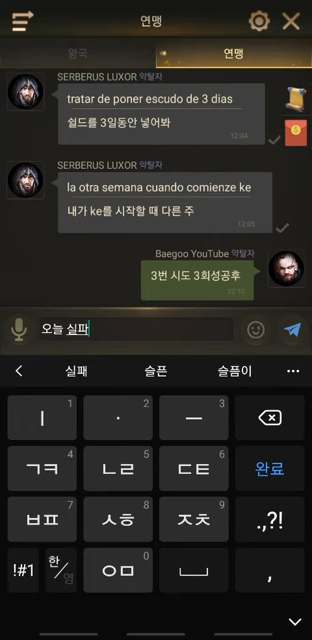 연맹
왕국
연맹
SERBERUS LUXOR 약탈자
tratar de poner escudo de 3 dias
쉴드를 3일동안 넣어봐
12:04
SERBERUS LUXOR 약탈자
la otra semana cuando comienze ke
내가 ke를 시작할 때 다른 주
12:05
Baegoo YouTube 약탈자
3번 시도 3회성공후
12:10
오늘 실패
실패 슬픈 슬픔이
ㅣ 1 · 2 ㅡ 3
ㄱㅋ 4 ㄴㄹ 5 ㄷㅌ 6 완료
ㅂㅍ 7 ㅅㅎ 8 ㅈㅊ 9 .,?!
!#1 한/영 ㅇㅁ 0 ,